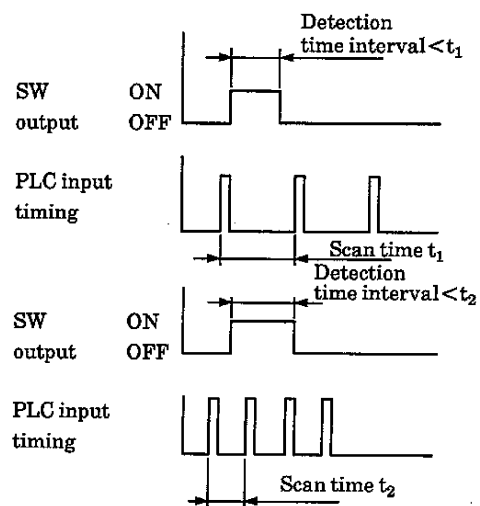 Detection
time interval<t₁
SW ON
output OFF
PLC input
timing
Scan time t₁
Detection
time interval<t₂
SW ON
output OFF
PLC input
timing
Scan time t₂